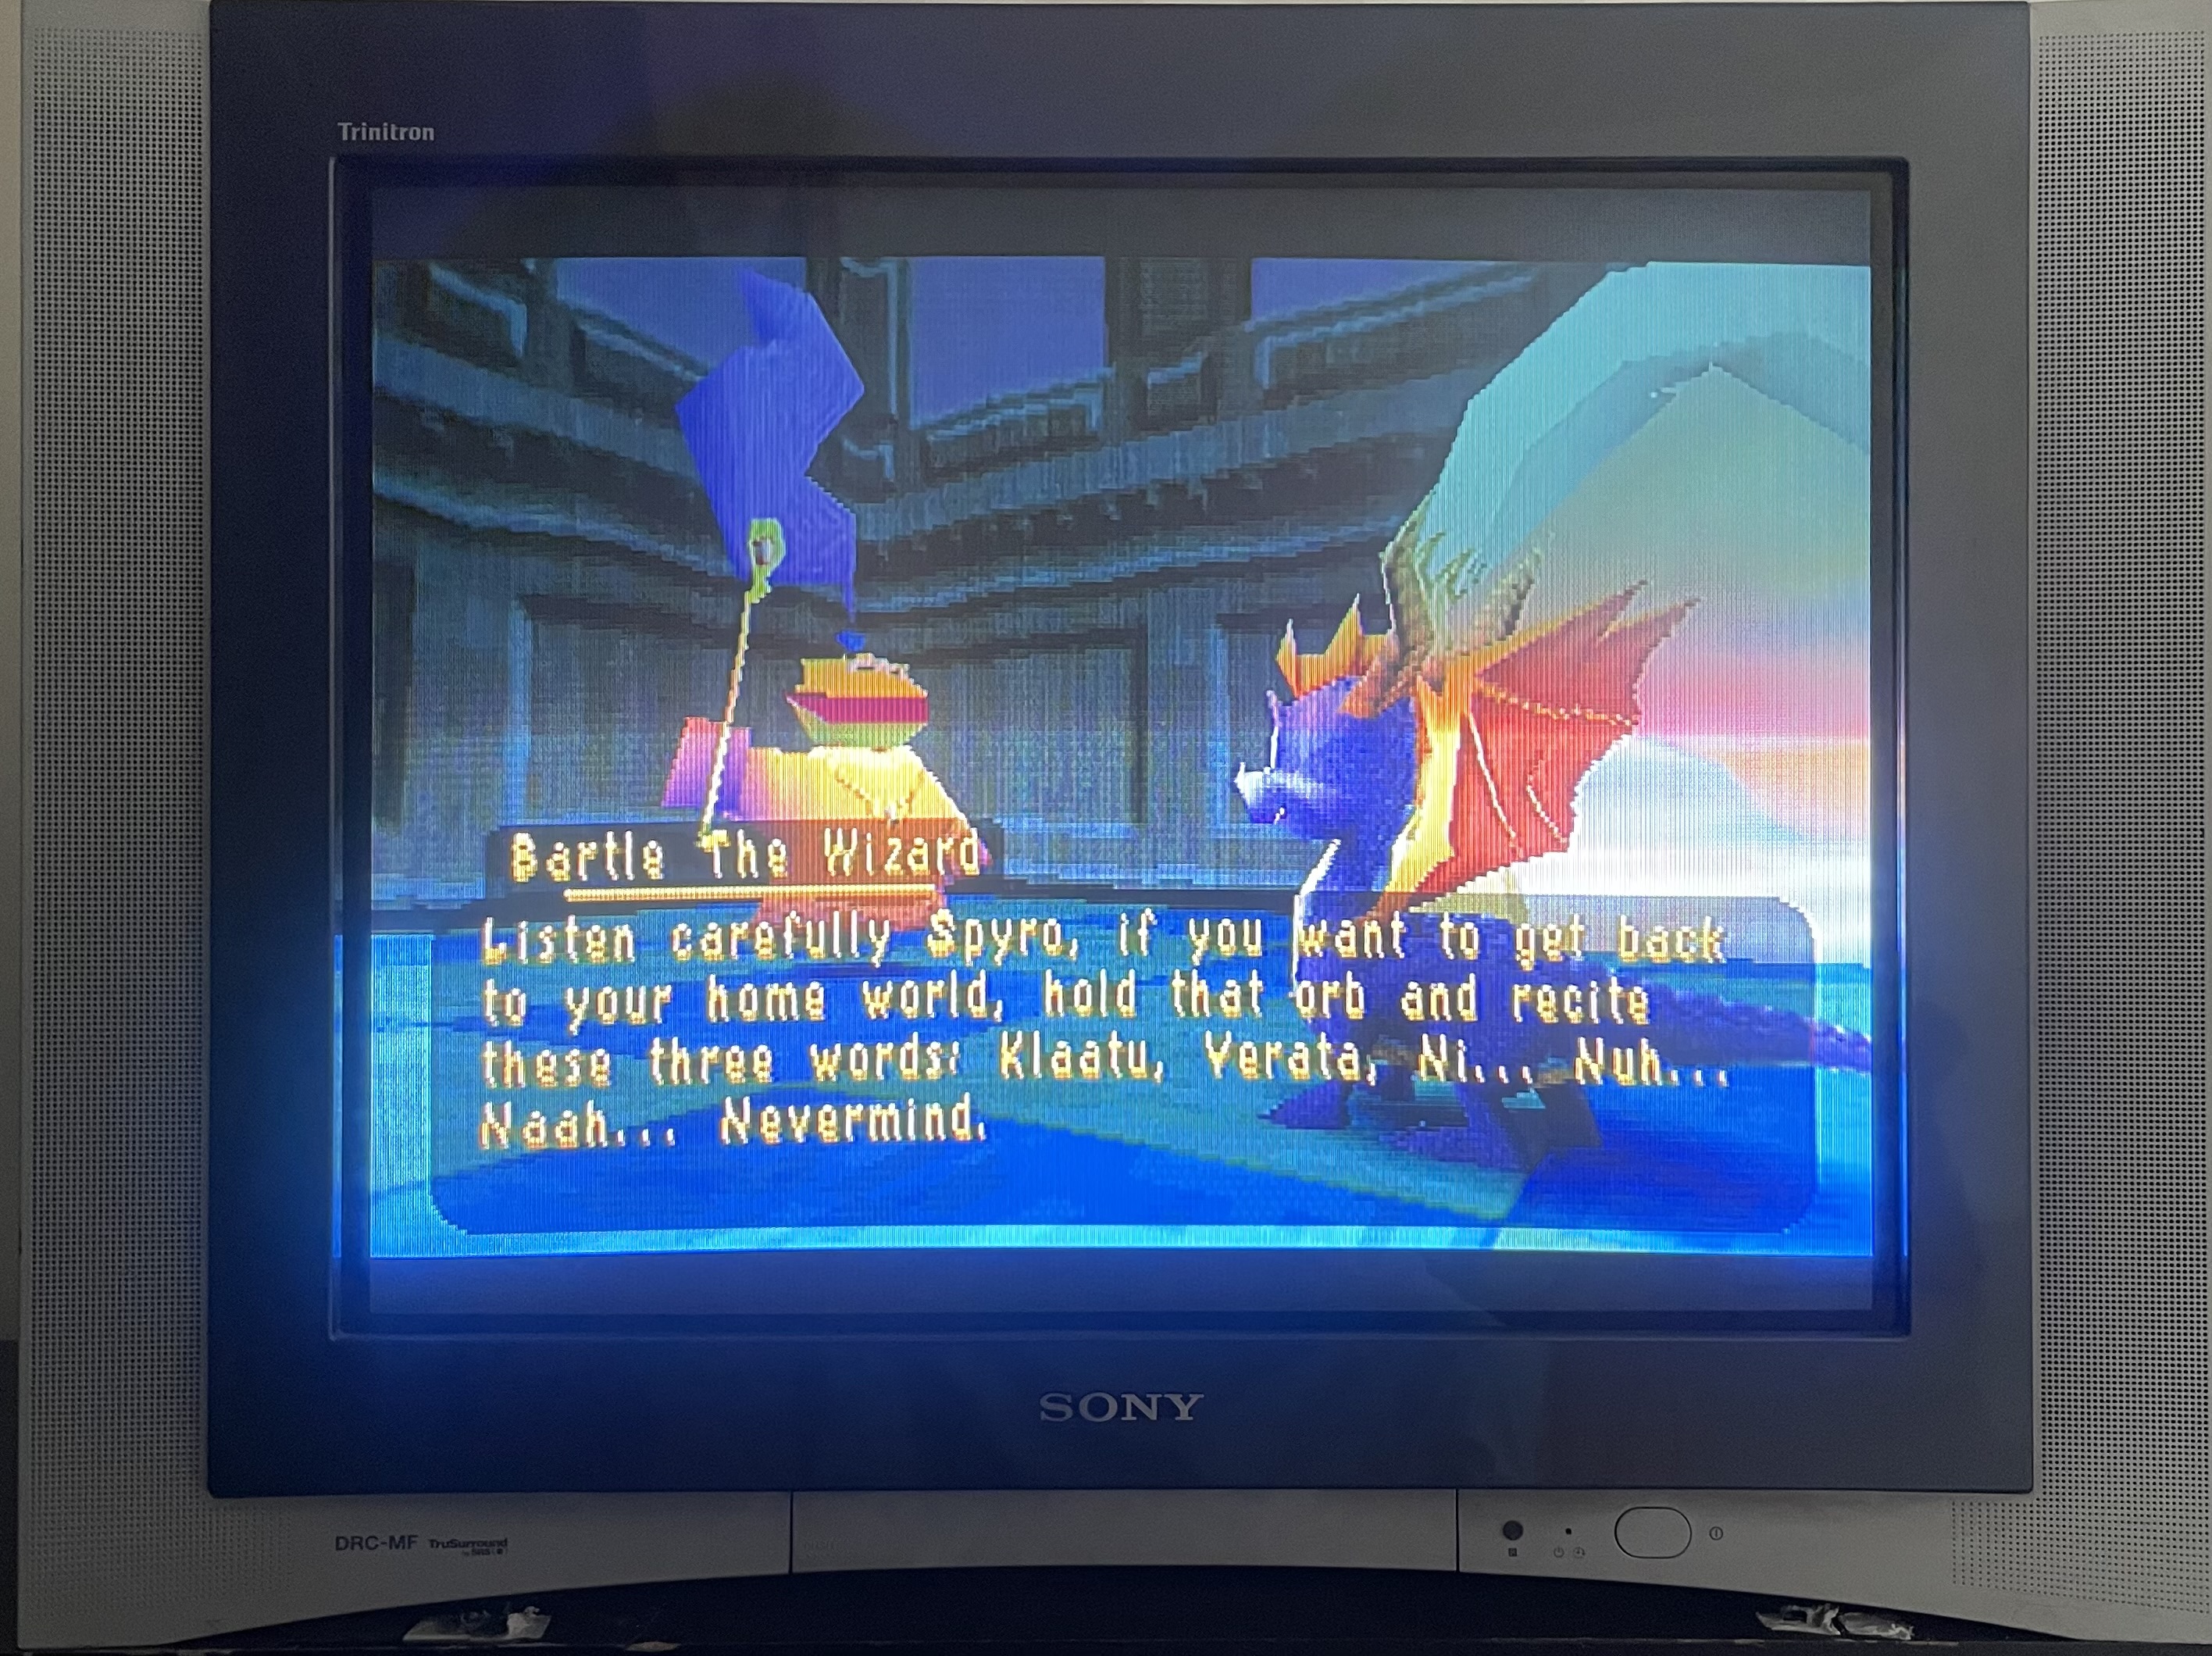 Trinitron
Bartle The Wizard
Listen carefully Spyro, if you want to get back
to your home world, hold that orb and recite
these three words: Klaatu, Verata, Ni... Nuh...
Naah... Nevermind.
SONY
DRC-MF TruSurround